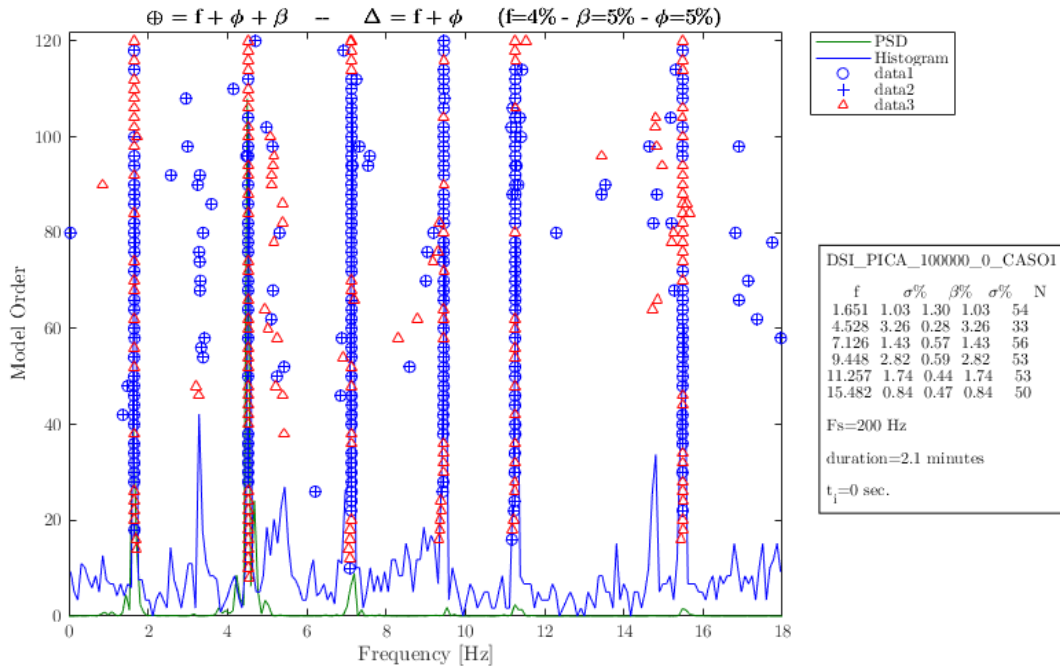 ⊕ = f + ϕ + β -- Δ = f + ϕ (f=4% - β=5% - ϕ=5%)
120
100
80
60
40
20
0
Model Order
0 2 4 6 8 10 12 14 16 18
Frequency [Hz]
PSD
Histogram
data1
data2
data3
DSI_PICA_100000_0_CASO1
f σ% β% σ% N
1.651 1.03 1.30 1.03 54
4.528 3.26 0.28 3.26 33
7.126 1.43 0.57 1.43 56
9.448 2.82 0.59 2.82 53
11.257 1.74 0.44 1.74 53
15.482 0.84 0.47 0.84 50
Fs=200 Hz
duration=2.1 minutes
t_i=0 sec.